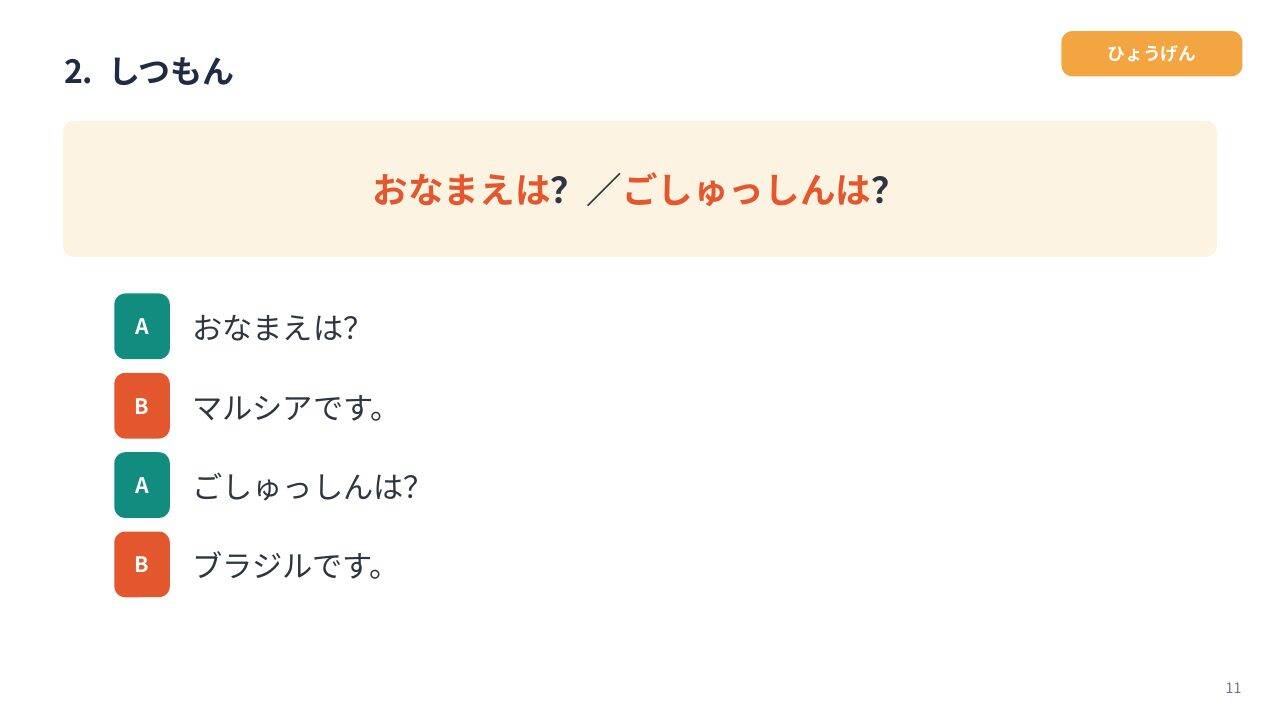 2. しつもん
ひょうげん
おなまえは? ／ごしゅっしんは?
A おなまえは?
B マルシアです。
A ごしゅっしんは?
B ブラジルです。
11